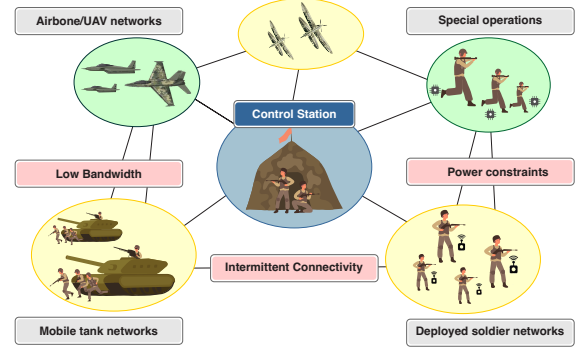 Airbone/UAV networks
Special operations
Control Station
Low Bandwidth
Power constraints
Intermittent Connectivity
Mobile tank networks
Deployed soldier networks